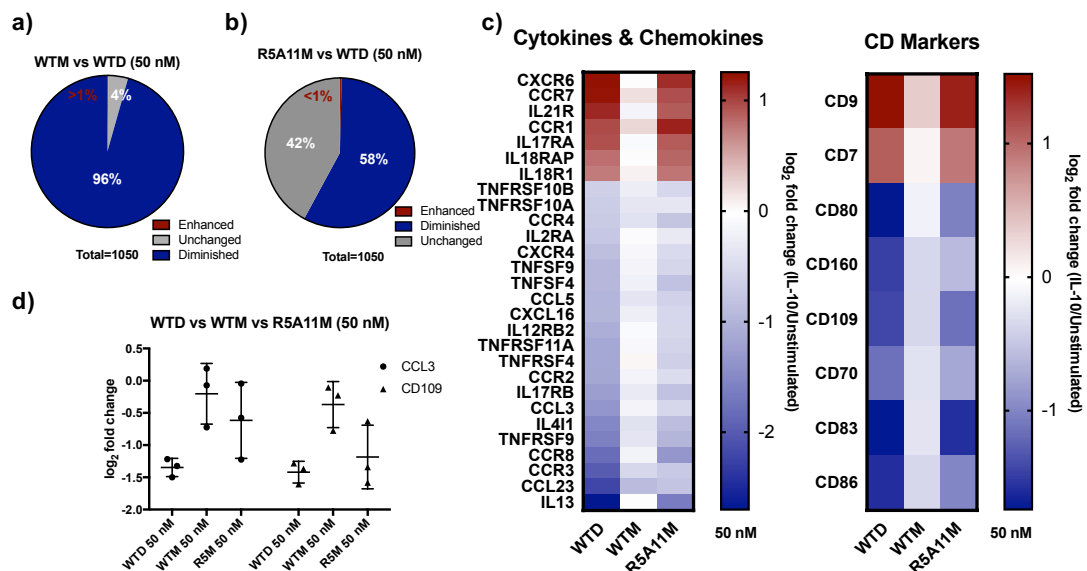 a)
WTM vs WTD (50 nM)
>1%
4%
96%
Enhanced
Unchanged
Diminished
Total=1050
b)
R5A11M vs WTD (50 nM)
<1%
42%
58%
Enhanced
Diminished
Unchanged
Total=1050
c)
Cytokines & Chemokines
CXCR6
CCR7
IL21R
CCR1
IL17RA
IL18RAP
IL18R1
TNFRSF10B
TNFRSF10A
CCR4
IL2RA
CXCR4
TNFSF9
TNFSF4
CCL5
CXCL16
IL12RB2
TNFRSF11A
TNFRSF4
CCR2
IL17RB
CCL3
IL4I1
TNFRSF9
CCR8
CCR3
CCL23
IL13
WTD
WTM
R5A11M
1
0
-1
-2
log2 fold change (IL-10/Unstimulated)
50 nM
CD Markers
CD9
CD7
CD80
CD160
CD109
CD70
CD83
CD86
WTD
WTM
R5A11M
1
0
-1
log2 fold change (IL-10/Unstimulated)
50 nM
d)
WTD vs WTM vs R5A11M (50 nM)
log2 fold change
0.5
0.0
-0.5
-1.0
-1.5
-2.0
CCL3
CD109
WTD 50 nM
WTM 50 nM
R5M 50 nM
WTD 50 nM
WTM 50 nM
R5M 50 nM